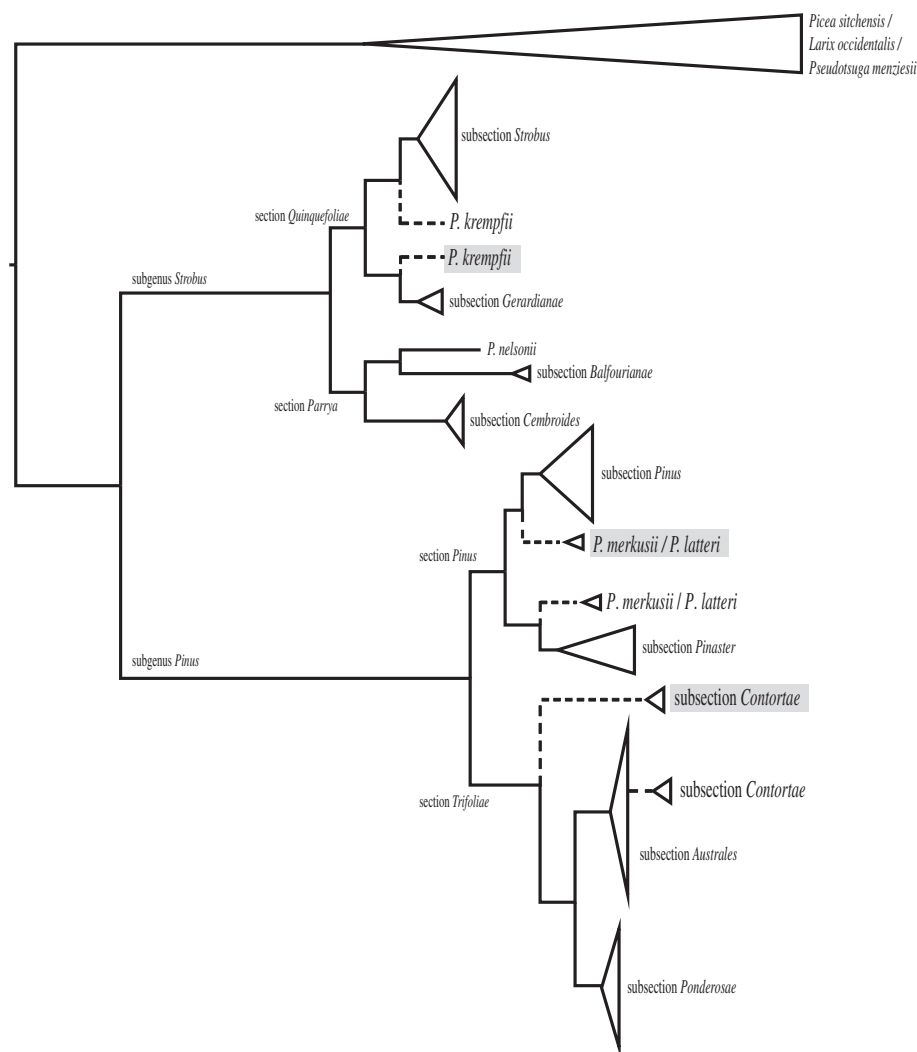 Picea sitchensis /
Larix occidentalis /
Pseudotsuga menziesii
subsection Strobus
section Quinquefoliae
P. krempfii
P. krempfii
subgenus Strobus
subsection Gerardianae
P. nelsonii
subsection Balfourianae
section Parrya
subsection Cembroides
subsection Pinus
P. merkusii / P. latteri
section Pinus
P. merkusii / P. latteri
subsection Pinaster
subgenus Pinus
subsection Contortae
subsection Contortae
section Trifoliae
subsection Australes
subsection Ponderosae